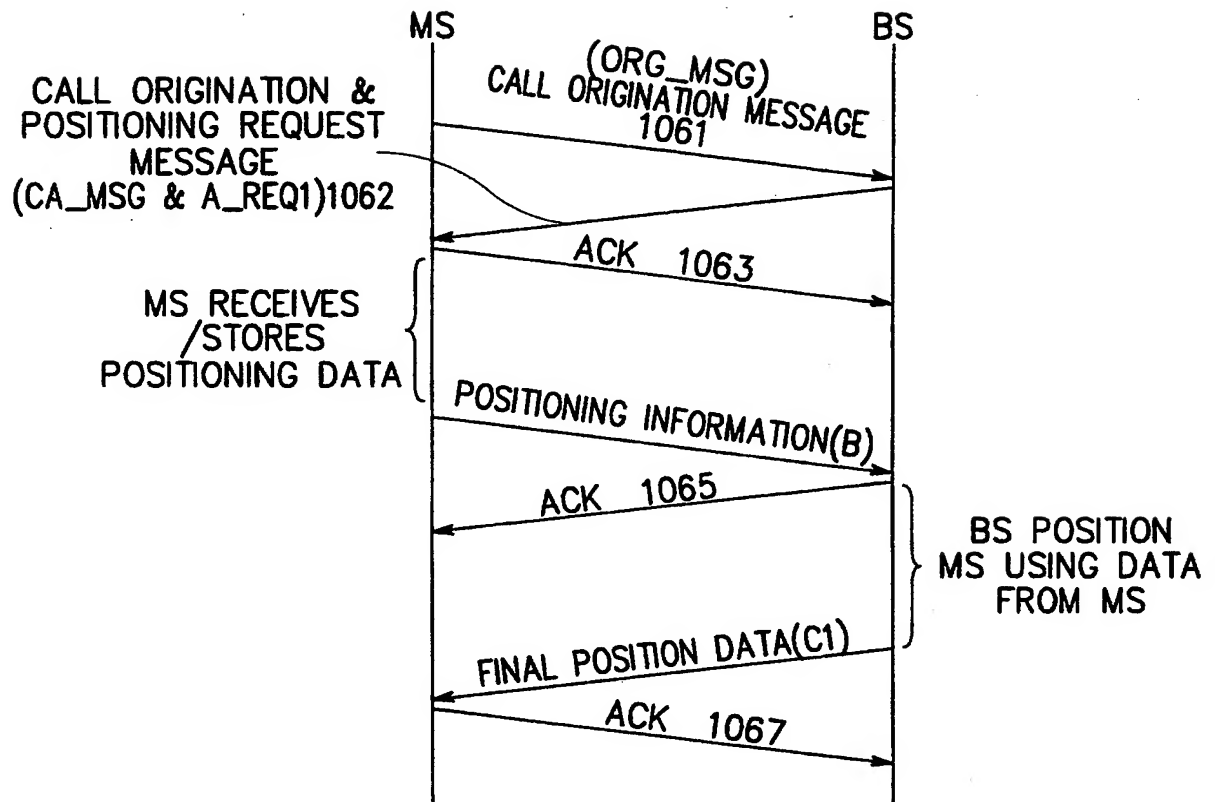 MS
BS
(ORG_MSG)
CALL ORIGINATION MESSAGE
1061
CALL ORIGINATION &
POSITIONING REQUEST
MESSAGE
(CA_MSG & A_REQ1)1062
ACK 1063
MS RECEIVES
/STORES
POSITIONING DATA
POSITIONING INFORMATION(B)
ACK 1065
BS POSITION
MS USING DATA
FROM MS
FINAL POSITION DATA(C1)
ACK 1067